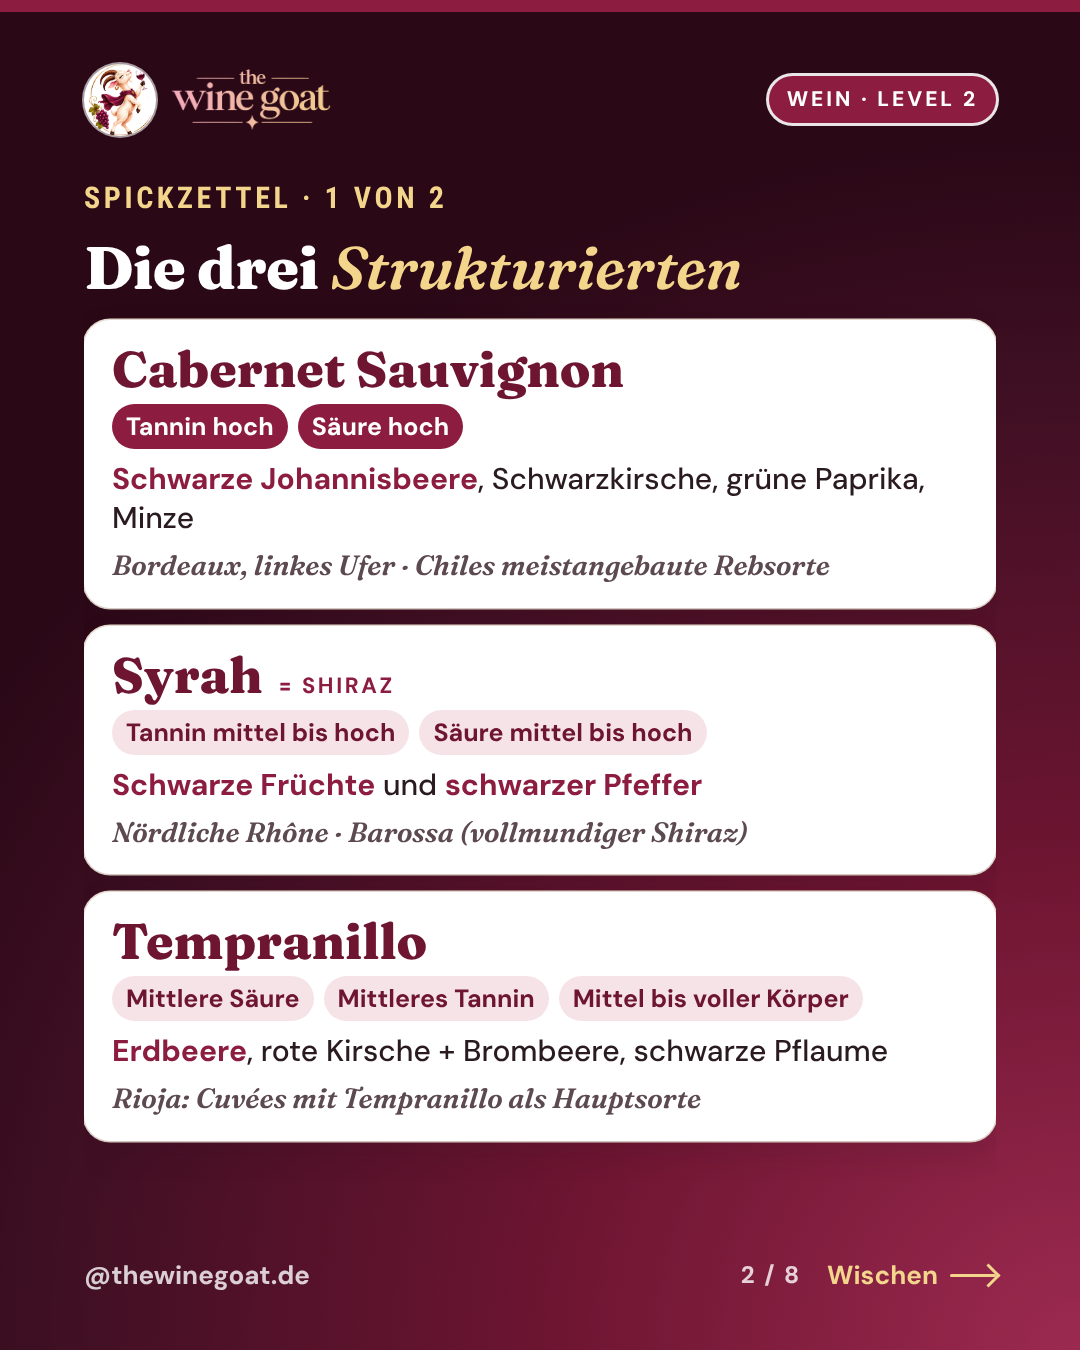 the
wine goat
WEIN · LEVEL 2
SPICKZETTEL · 1 VON 2
Die drei Strukturierten
Cabernet Sauvignon
Tannin hoch Säure hoch
Schwarze Johannisbeere, Schwarzkirsche, grüne Paprika,
Minze
Bordeaux, linkes Ufer · Chiles meistangebaute Rebsorte
Syrah = SHIRAZ
Tannin mittel bis hoch Säure mittel bis hoch
Schwarze Früchte und schwarzer Pfeffer
Nördliche Rhône · Barossa (vollmundiger Shiraz)
Tempranillo
Mittlere Säure Mittleres Tannin Mittel bis voller Körper
Erdbeere, rote Kirsche + Brombeere, schwarze Pflaume
Rioja: Cuvées mit Tempranillo als Hauptsorte
@thewinegoat.de 2 / 8 Wischen →